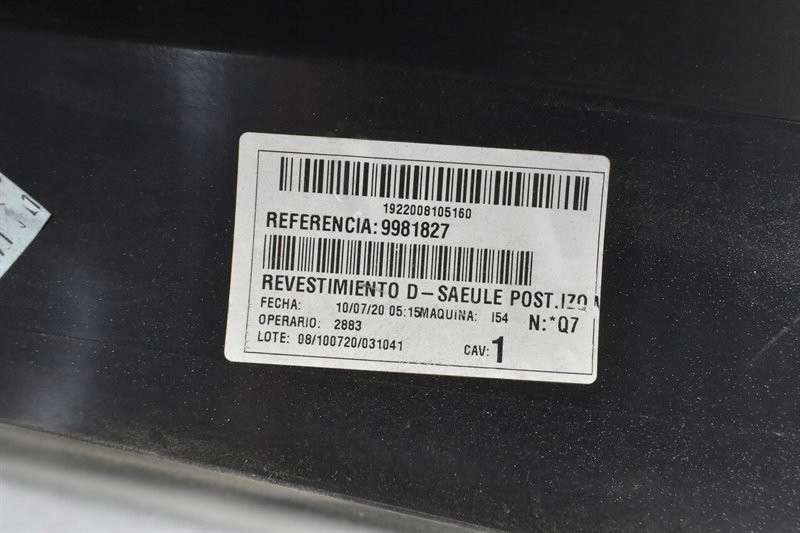 1922008105160
REFERENCIA:9981827
REVESTIMIENTO D-SAEULE POST.IZQ
FECHA: 10/07/20 05:15 MAQUINA: I54 N:*Q7
OPERARIO: 2883
LOTE: 08/100720/031041 CAV: 1